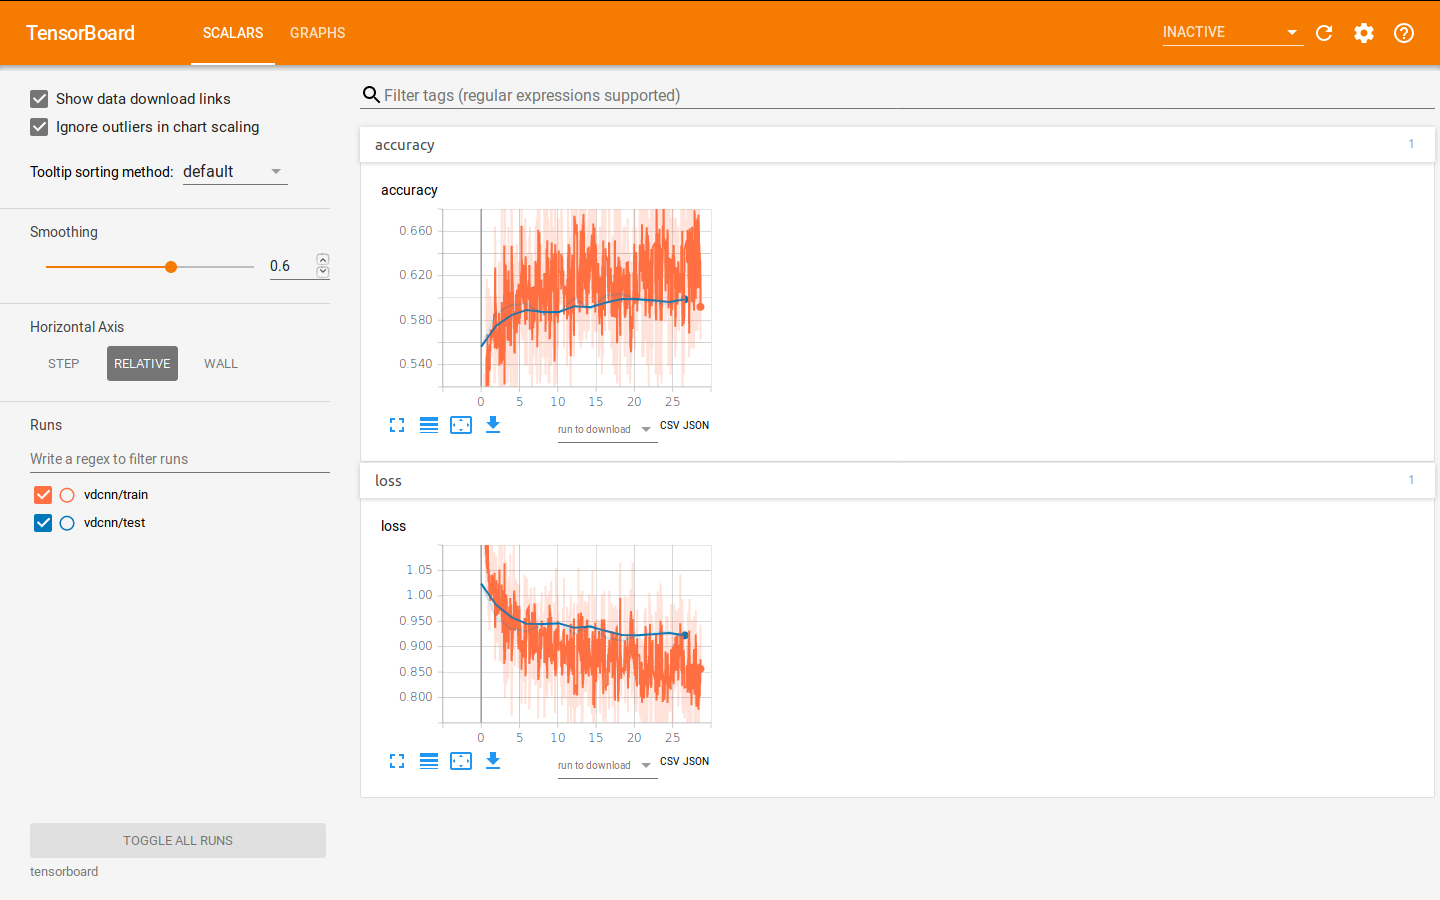 TensorBoard SCALARS GRAPHS INACTIVE
Show data download links
Ignore outliers in chart scaling
Tooltip sorting method: default
Smoothing
0.6
Horizontal Axis
STEP RELATIVE WALL
Runs
Write a regex to filter runs
vdcnn/train
vdcnn/test
TOGGLE ALL RUNS
tensorboard
Filter tags (regular expressions supported)
accuracy 1
accuracy
0.660
0.620
0.580
0.540
0 5 10 15 20 25
run to download CSV JSON
loss 1
loss
1.05
1.00
0.950
0.900
0.850
0.800
0 5 10 15 20 25
run to download CSV JSON